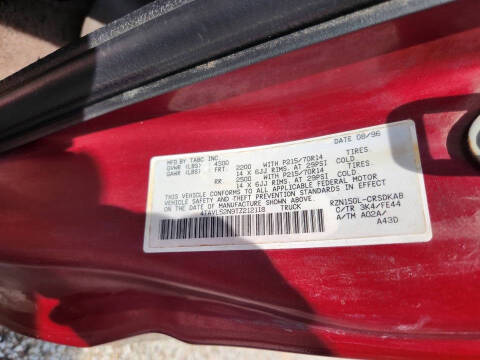 MFD BY TABC INC. DATE 08/96
GVWR (LBS) 4300
GAWR (LBS) FRT. 2200 WITH P215/70R14 TIRES.
14 X 6JJ RIMS, AT 29PSI COLD
RR 2500 WITH P215/70R14 TIRES.
14 X 6JJ RIMS, AT 29PSI COLD
THIS VEHICLE CONFORMS TO ALL APPLICABLE FEDERAL MOTOR
VEHICLE SAFETY AND THEFT PREVENTION STANDARDS IN EFFECT
ON THE DATE OF MANUFACTURE SHOWN ABOVE.
4TAVL52N9TZ212118 TRUCK
RZN150L-CRSDKAB
C/TR 3K4/FE44
A/TM A02A/
A43D